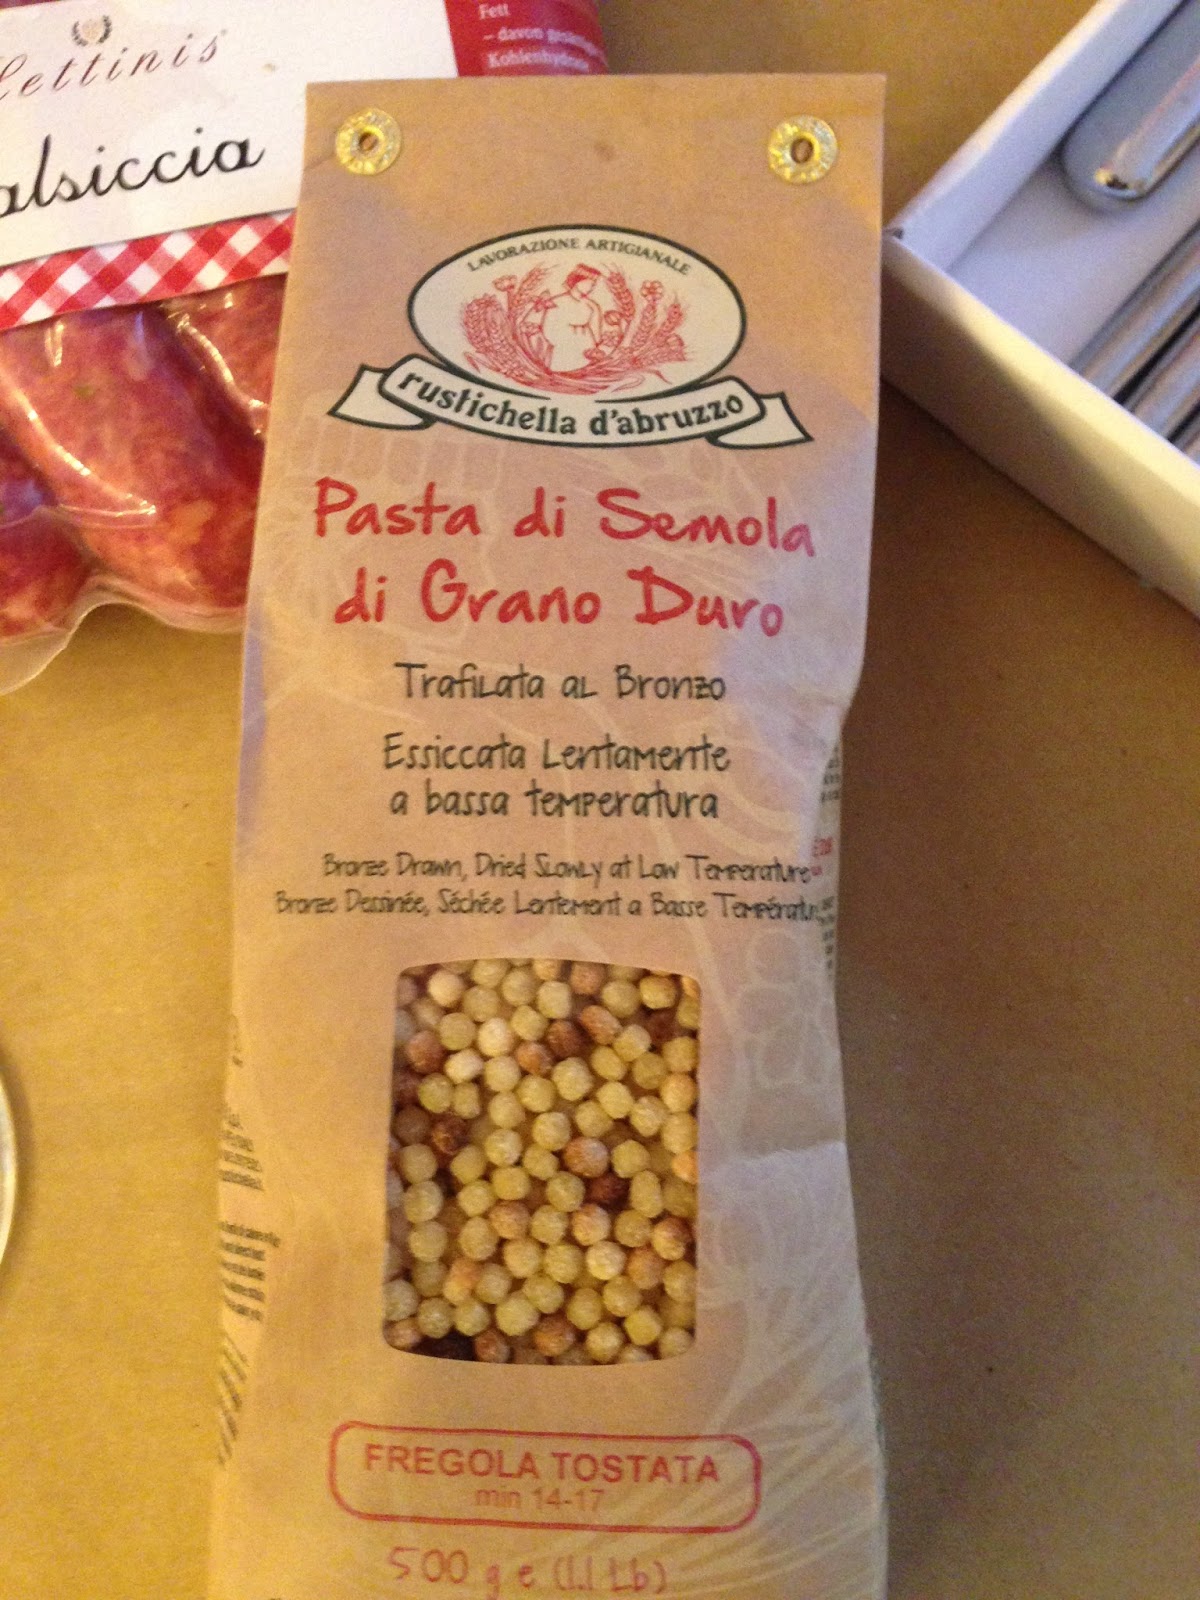 ettinis
alsiccia
Fett
– davon
Kohlenhydrate
LAVORAZIONE ARTIGIANALE
rustichella d'abruzzo
Pasta di Semola
di Grano Duro
Trafilata al Bronzo
Essiccata Lentamente
a bassa temperatura
Bronze Drawn, Dried Slowly at Low Temperature
Bronze Dessinée, Séchée Lentement a Basse Températu
FREGOLA TOSTATA
min 14-17
500 g e (1.1 Lb)